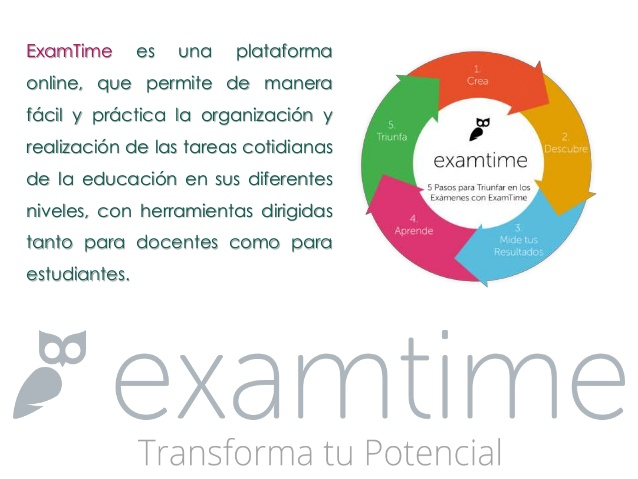 ExamTime es una plataforma
online, que permite de manera
fácil y práctica la organización y
realización de las tareas cotidianas
de la educación en sus diferentes
niveles, con herramientas dirigidas
tanto para docentes como para
estudiantes.
1.
Crea
2.
Descubre
3.
Mide tus
Resultados
4.
Aprende
5.
Triunfa
examtime
5 Pasos para Triunfar en los
Exámenes con ExamTime
examtime
Transforma tu Potencial